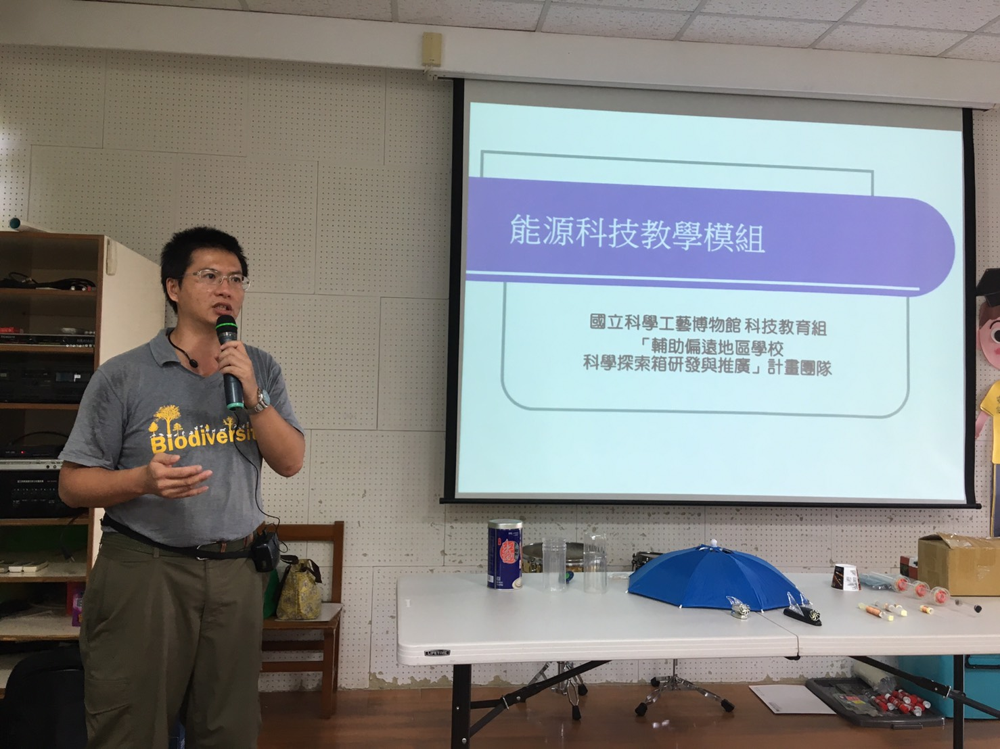 能源科技教學模組
國立科學工藝博物館 科技教育組
「輔助偏遠地區學校
科學探索箱研發與推廣」計畫團隊
Biodiversit
LIFETIME